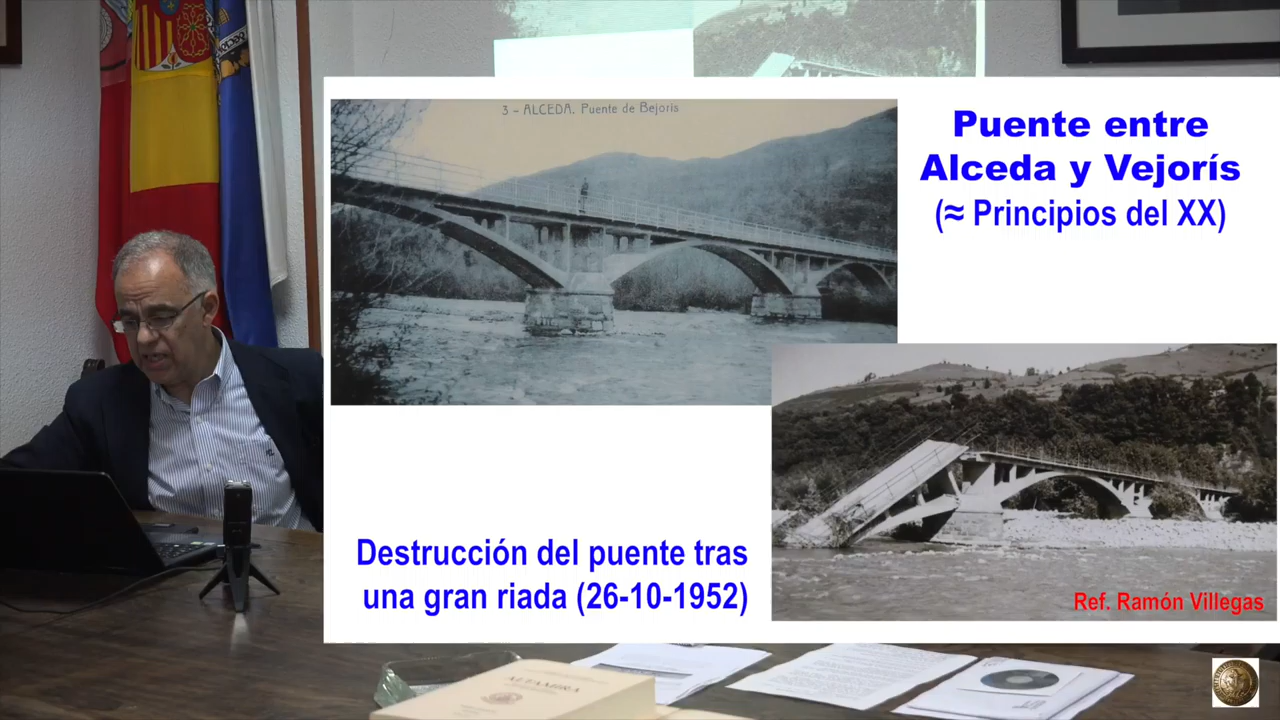 3 - ALCEDA. Puente de Bejorís
Puente entre
Alceda y Vejorís
(≈ Principios del XX)
Destrucción del puente tras
una gran riada (26-10-1952)
Ref. Ramón Villegas
ALTAMIRA